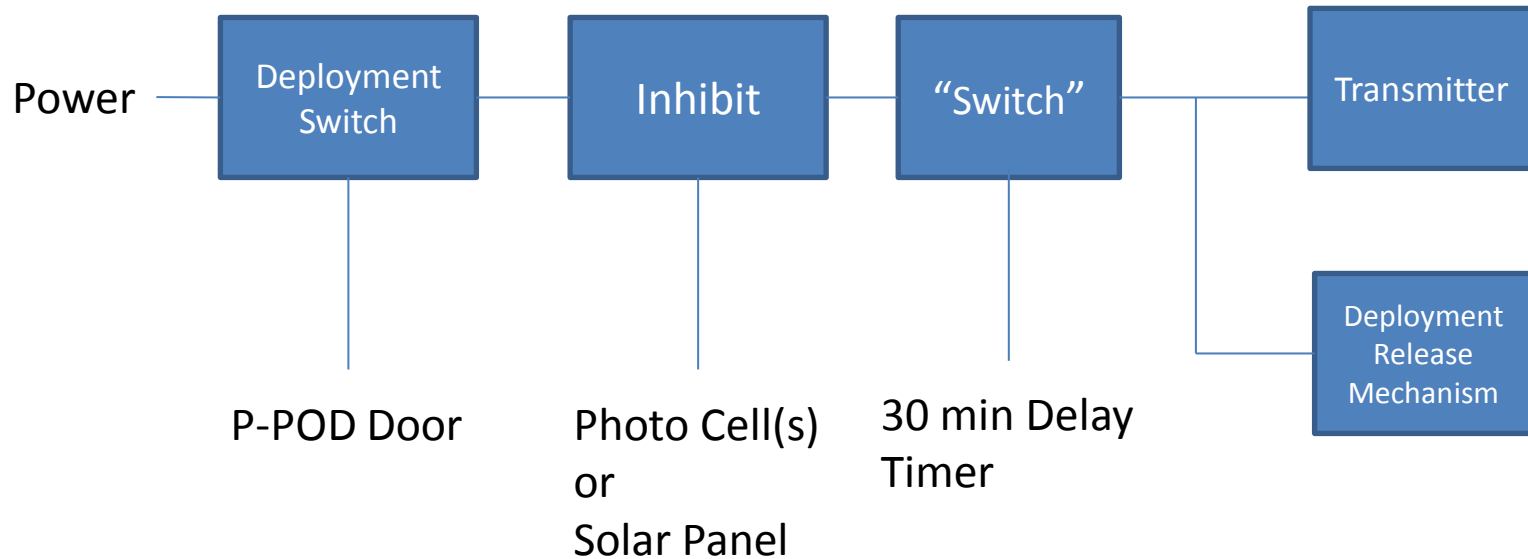 Power
Deployment
Switch
Inhibit
“Switch”
Transmitter
Deployment
Release
Mechanism
P-POD Door
Photo Cell(s)
or
Solar Panel
30 min Delay
Timer